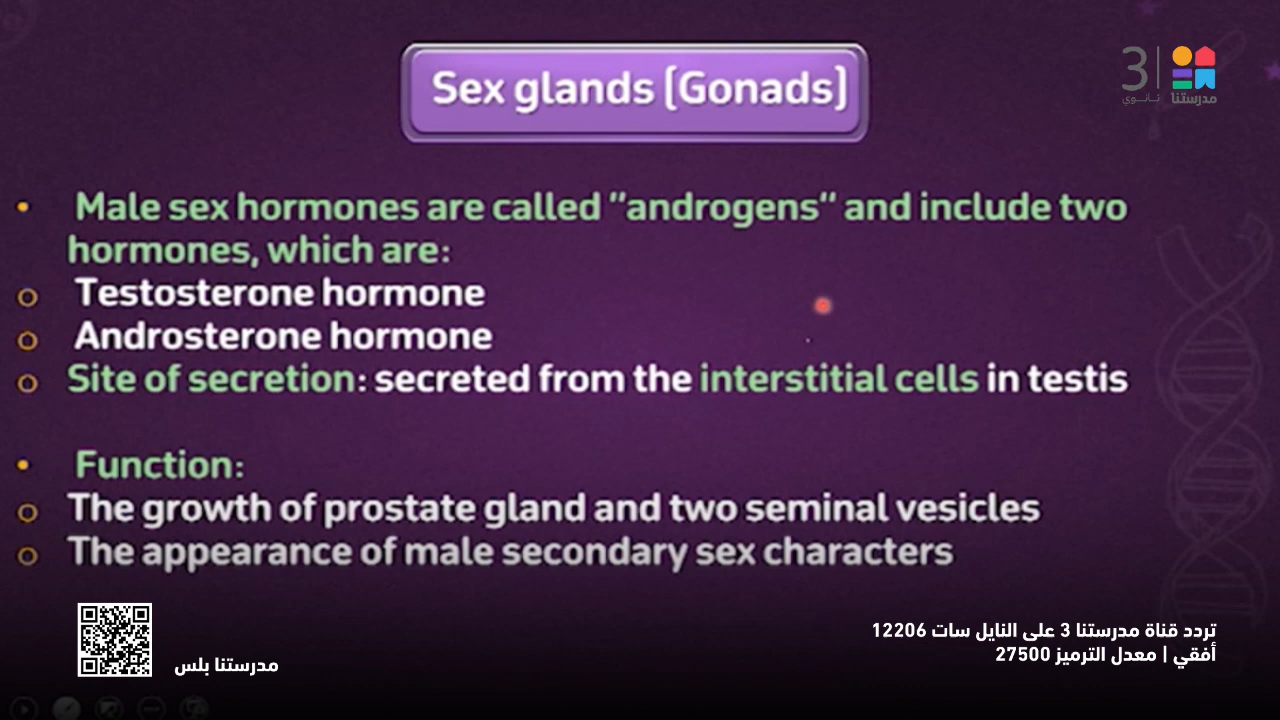 Sex glands (Gonads)
3 | مدرستنا
ثانوي
• Male sex hormones are called "androgens" and include two
hormones, which are:
o Testosterone hormone
o Androsterone hormone
o Site of secretion: secreted from the interstitial cells in testis
• Function:
o The growth of prostate gland and two seminal vesicles
o The appearance of male secondary sex characters
تردد قناة مدرستنا 3 على النايل سات 12206
أفقي | معدل الترميز 27500
مدرستنا بلس